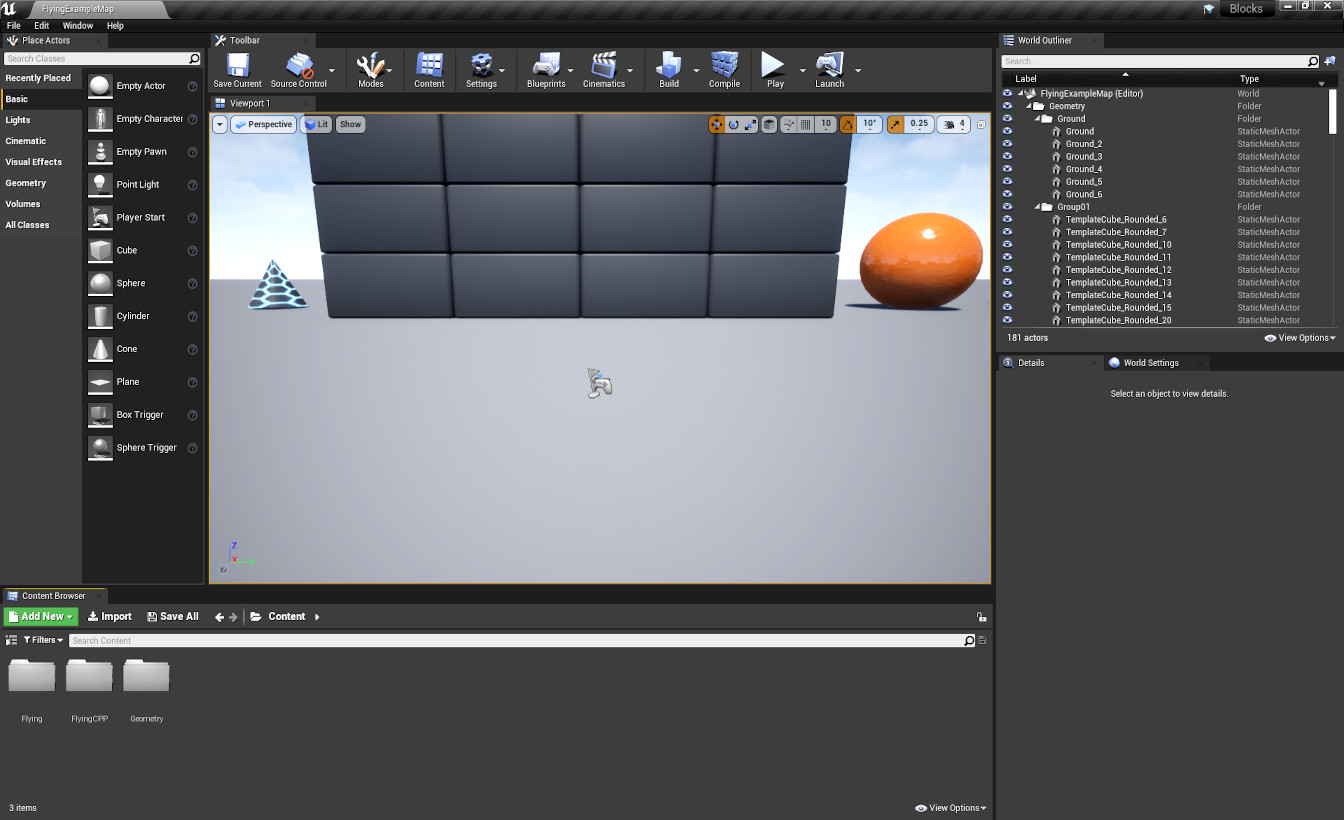 FlyingExampleMap
Blocks
File Edit Window Help
Place Actors
Search Classes
Recently Placed
Basic
Lights
Cinematic
Visual Effects
Geometry
Volumes
All Classes
Empty Actor
Empty Character
Empty Pawn
Point Light
Player Start
Cube
Sphere
Cylinder
Cone
Plane
Box Trigger
Sphere Trigger
Toolbar
Save Current Source Control Modes Content Settings Blueprints Cinematics Build Compile Play Launch
Viewport 1
Perspective Lit Show 10 10° 0.25 4
Z
X
World Outliner
Search...
Label Type
FlyingExampleMap (Editor) World
Geometry Folder
Ground Folder
Ground StaticMeshActor
Ground_2 StaticMeshActor
Ground_3 StaticMeshActor
Ground_4 StaticMeshActor
Ground_5 StaticMeshActor
Ground_6 StaticMeshActor
Group01 Folder
TemplateCube_Rounded_6 StaticMeshActor
TemplateCube_Rounded_7 StaticMeshActor
TemplateCube_Rounded_10 StaticMeshActor
TemplateCube_Rounded_11 StaticMeshActor
TemplateCube_Rounded_12 StaticMeshActor
TemplateCube_Rounded_13 StaticMeshActor
TemplateCube_Rounded_14 StaticMeshActor
TemplateCube_Rounded_15 StaticMeshActor
TemplateCube_Rounded_20 StaticMeshActor
181 actors View Options
Details World Settings
Select an object to view details.
Content Browser
Add New Import Save All Content
Filters Search Content
Flying FlyingCPP Geometry
3 items View Options